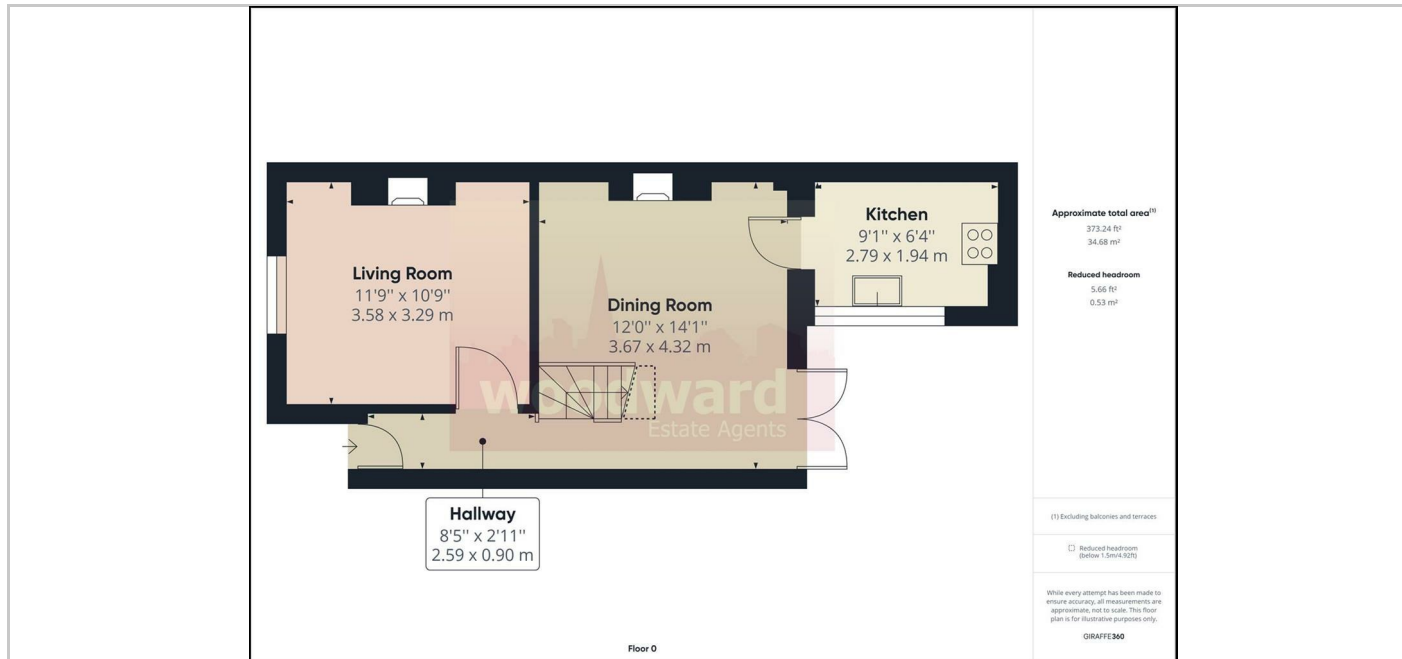 Living Room
11'9'' x 10'9''
3.58 x 3.29 m
Dining Room
12'0'' x 14'1''
3.67 x 4.32 m
Kitchen
9'1'' x 6'4''
2.79 x 1.94 m
woodward
Estate Agents
Hallway
8'5'' x 2'11''
2.59 x 0.90 m
Floor 0
Approximate total area(1)
373.24 ft²
34.68 m²
Reduced headroom
5.66 ft²
0.53 m²
(1) Excluding balconies and terraces
Reduced headroom
(below 1.5m/4.92ft)
While every attempt has been made to
ensure accuracy, all measurements are
approximate, not to scale. This floor
plan is for illustrative purposes only.
GIRAFFE360